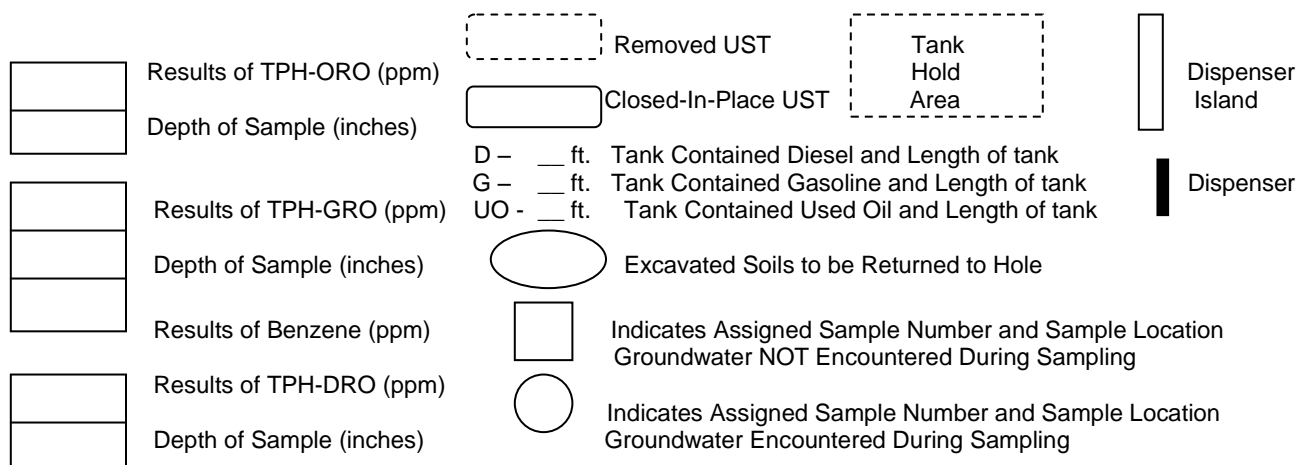 Results of TPH-ORO (ppm)
Depth of Sample (inches)
Results of TPH-GRO (ppm)
Depth of Sample (inches)
Results of Benzene (ppm)
Results of TPH-DRO (ppm)
Depth of Sample (inches)
Removed UST
Closed-In-Place UST
D – __ ft. Tank Contained Diesel and Length of tank
G – __ ft. Tank Contained Gasoline and Length of tank
UO - __ ft. Tank Contained Used Oil and Length of tank
Excavated Soils to be Returned to Hole
Indicates Assigned Sample Number and Sample Location
Groundwater NOT Encountered During Sampling
Indicates Assigned Sample Number and Sample Location
Groundwater Encountered During Sampling
Tank
Hold
Area
Dispenser
Island
Dispenser